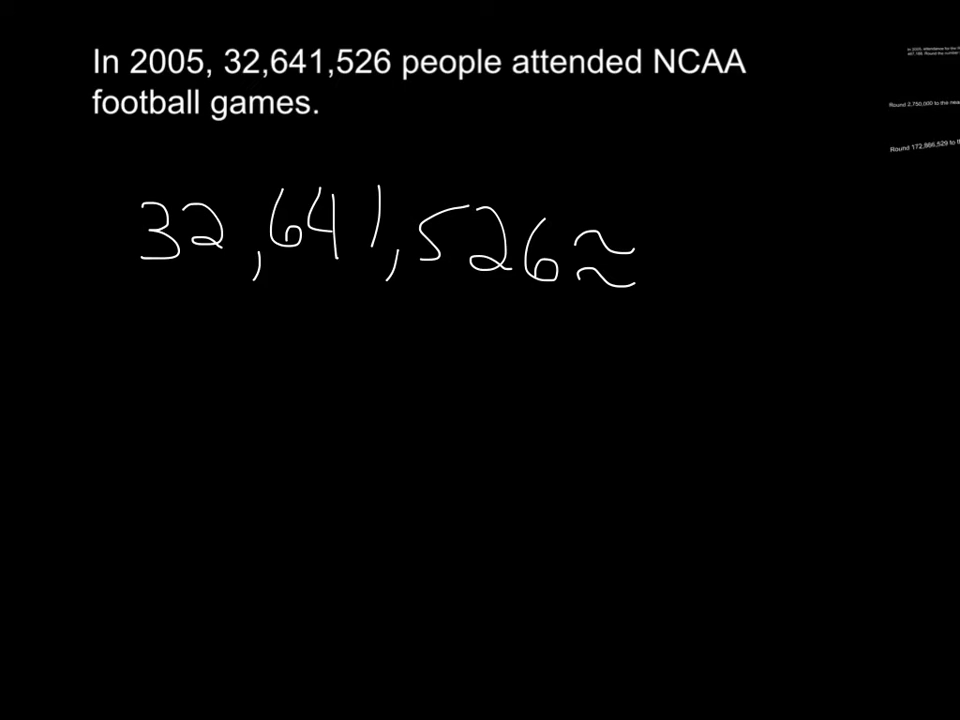 In 2005, 32,641,526 people attended NCAA
football games.
32,641,526≈
Round 2,750,000 to the
Round 172,866,529 to